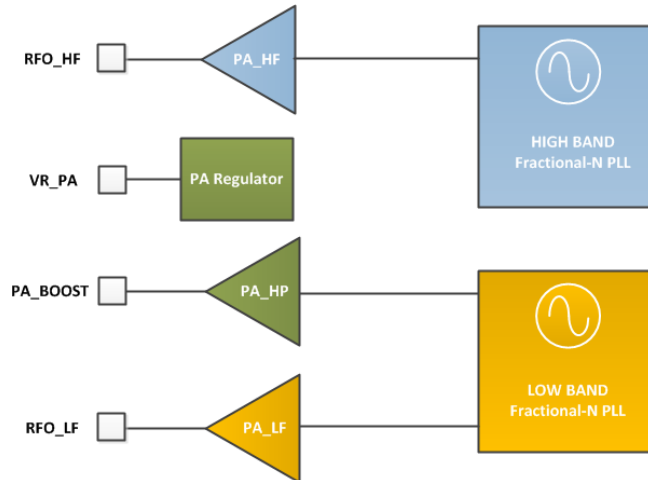 RFO_HF
PA_HF
HIGH BAND
Fractional-N PLL
VR_PA
PA Regulator
PA_BOOST
PA_HP
LOW BAND
Fractional-N PLL
RFO_LF
PA_LF